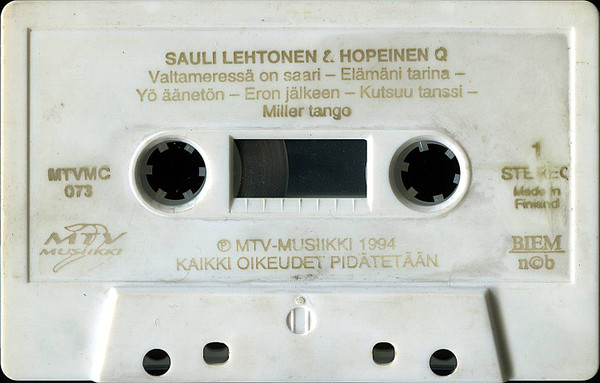 SAULI LEHTONEN & HOPEINEN Q
Valtameressä on saari – Elämäni tarina –
Yö äänetön – Eron jälkeen – Kutsuu tanssi –
Miller tango
MTVMC
073
1
STEREO
Made in
Finland
MTV
MUSIIKKI
℗ MTV-MUSIIKKI 1994
KAIKKI OIKEUDET PIDÄTETÄÄN
BIEM
n©b